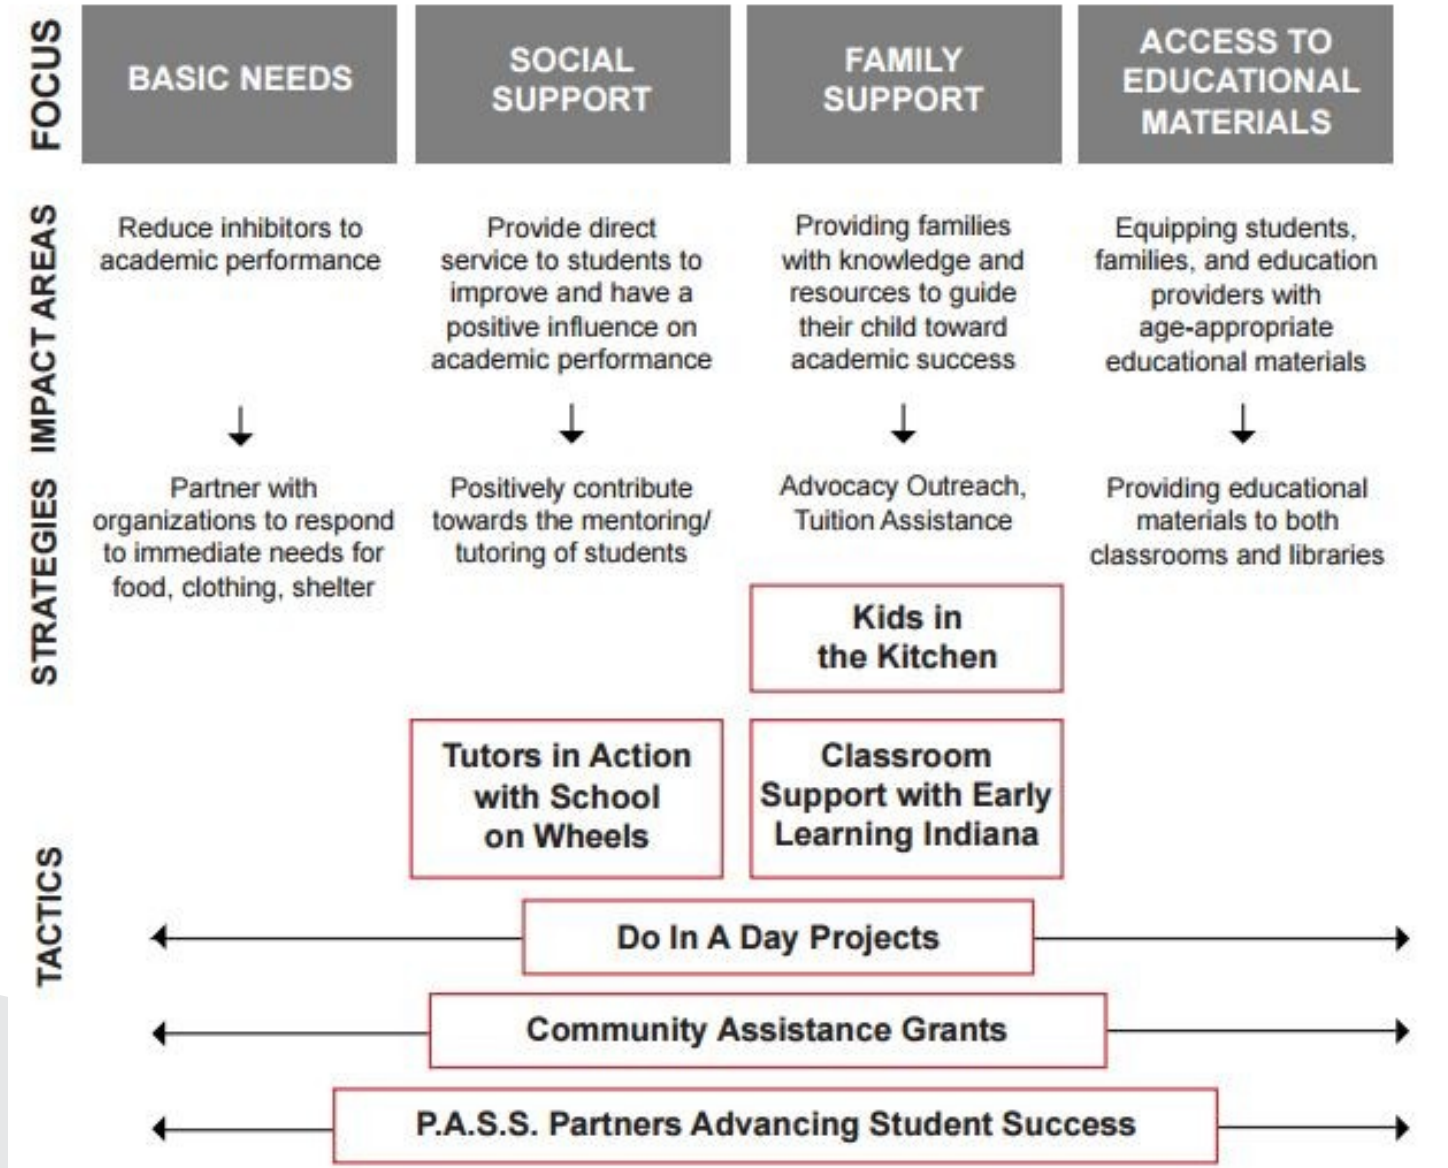 FOCUS
BASIC NEEDS
SOCIAL
SUPPORT
FAMILY
SUPPORT
ACCESS TO
EDUCATIONAL
MATERIALS
IMPACT AREAS
Reduce inhibitors to
academic performance
Provide direct
service to students to
improve and have a
positive influence on
academic performance
Providing families
with knowledge and
resources to guide
their child toward
academic success
Equipping students,
families, and education
providers with
age-appropriate
educational materials
STRATEGIES
Partner with
organizations to respond
to immediate needs for
food, clothing, shelter
Positively contribute
towards the mentoring/
tutoring of students
Advocacy Outreach,
Tuition Assistance
Providing educational
materials to both
classrooms and libraries
TACTICS
Kids in
the Kitchen
Tutors in Action
with School
on Wheels
Classroom
Support with Early
Learning Indiana
Do In A Day Projects
Community Assistance Grants
P.A.S.S. Partners Advancing Student Success